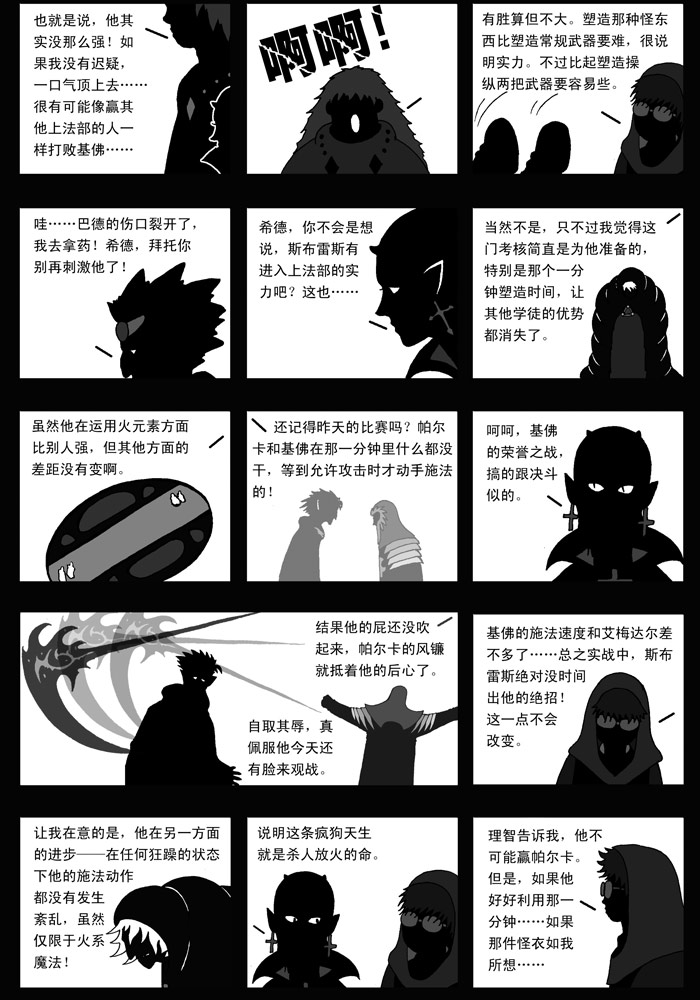 也就是说，他其
实没那么强！如
果我没有迟疑，
一口气顶上去……
很有可能像赢其
他上法部的人一
样打败基佛……
啊啊！
有胜算但不大。塑造那种怪东
西比塑造常规武器要难，很说
明实力。不过比起塑造操
纵两把武器要容易些。
哇……巴德的伤口裂开了，
我去拿药！希德，拜托你
别再刺激他了！
希德，你不会是想
说，斯布雷斯有
进入上法部的实
力吧？这也……
当然不是，只不过我觉得这
门考核简直是为他准备的，
特别是那个一分
钟塑造时间，让
其他学徒的优势
都消失了。
虽然他在运用火元素方面
比别人强，但其他方面的
差距没有变啊。
还记得昨天的比赛吗？帕尔
卡和基佛在那一分钟里什么都没
干，等到允许攻击时才动手施法
的！
呵呵，基佛
的荣誉之战，
搞的跟决斗
似的。
结果他的屁还没吹
起来，帕尔卡的风镰
就抵着他的后心了。
自取其辱，真
佩服他今天还
有脸来观战。
基佛的施法速度和艾梅达尔差
不多了……总之实战中，斯布
雷斯绝对没时间
出他的绝招！
这一点不会
改变。
让我在意的是，他在另一方面
的进步——在任何狂躁的状态
下他的施法动作
都没有发生
紊乱，虽然
仅限于火系
魔法！
说明这条疯狗天生
就是杀人放火的命。
理智告诉我，他不
可能赢帕尔卡。
但是，如果他
好好利用那一
分钟……如果
那件怪衣如我
所想……